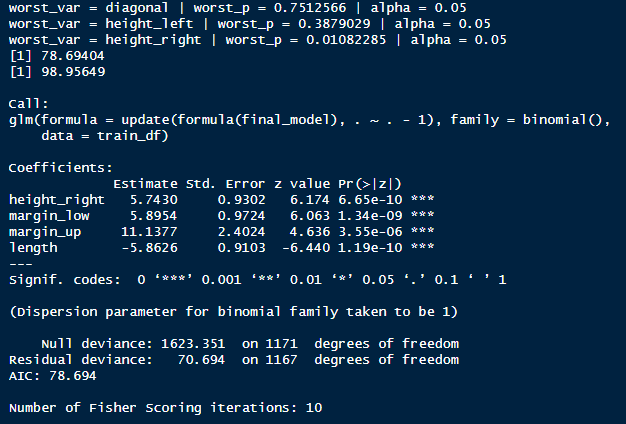 worst_var = diagonal | worst_p = 0.7512566 | alpha = 0.05
worst_var = height_left | worst_p = 0.3879029 | alpha = 0.05
worst_var = height_right | worst_p = 0.01082285 | alpha = 0.05
[1] 78.69404
[1] 98.95649
Call:
glm(formula = update(formula(final_model), . ~ . - 1), family = binomial(),
data = train_df)
Coefficients:
Estimate Std. Error z value Pr(>|z|)
height_right 5.7430 0.9302 6.174 6.65e-10 ***
margin_low 5.8954 0.9724 6.063 1.34e-09 ***
margin_up 11.1377 2.4024 4.636 3.55e-06 ***
length -5.8626 0.9103 -6.440 1.19e-10 ***
---
Signif. codes: 0 ‘***’ 0.001 ‘**’ 0.01 ‘*’ 0.05 ‘.’ 0.1 ‘ ’ 1
(Dispersion parameter for binomial family taken to be 1)
Null deviance: 1623.351 on 1171 degrees of freedom
Residual deviance: 70.694 on 1167 degrees of freedom
AIC: 78.694
Number of Fisher Scoring iterations: 10